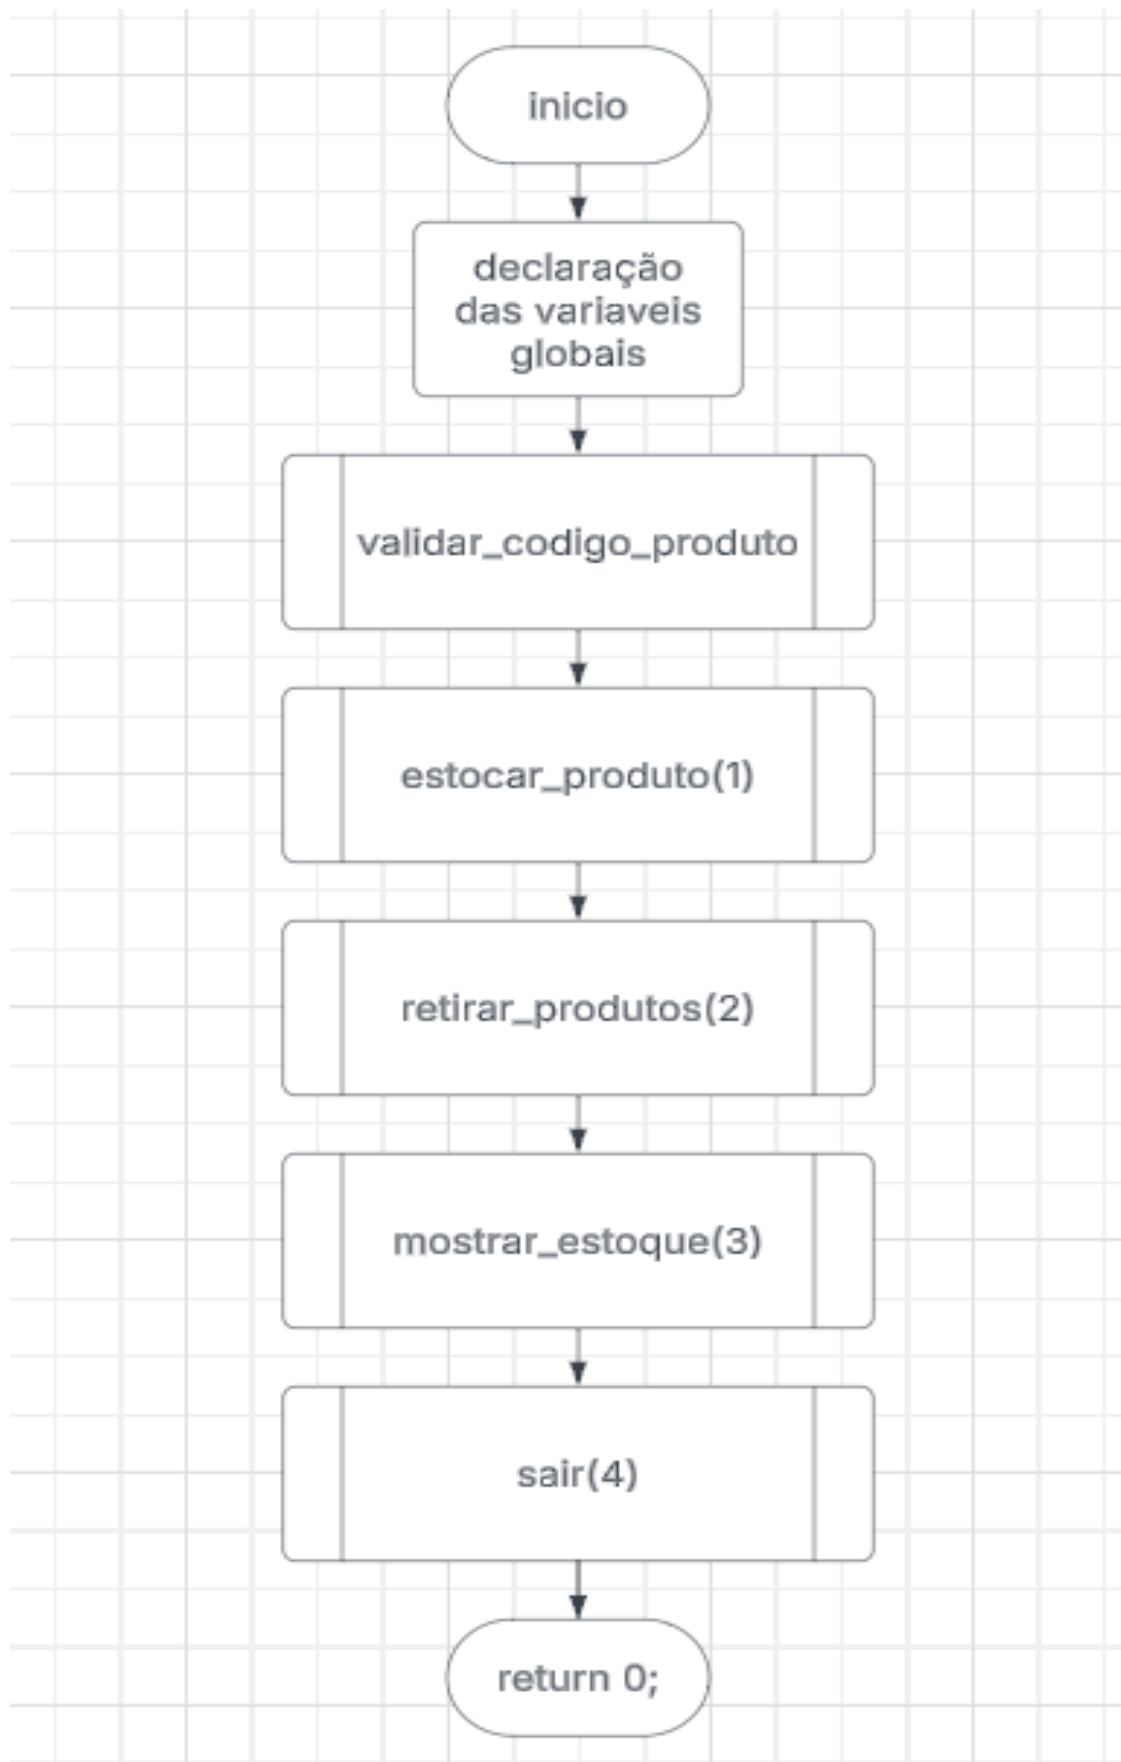 inicio
declaração
das variaveis
globais
validar_codigo_produto
estocar_produto(1)
retirar_produtos(2)
mostrar_estoque(3)
sair(4)
return 0;